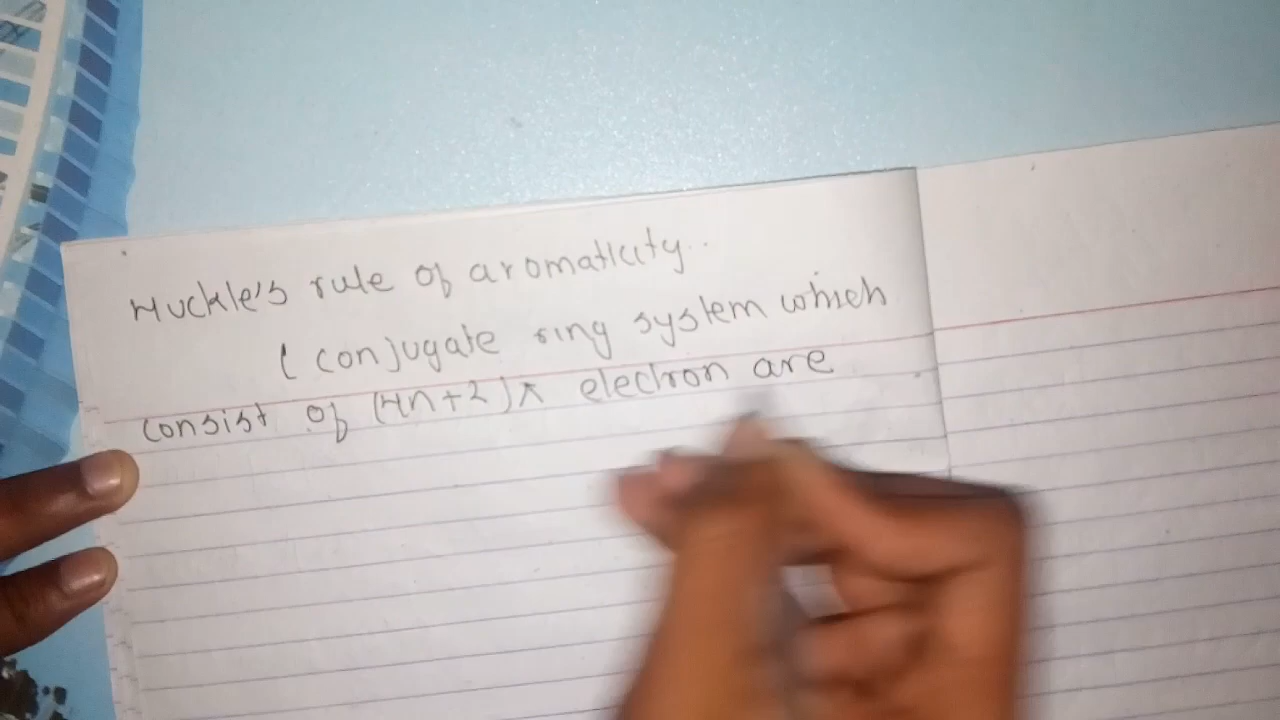 Huckle's rule of aromaticity..
( conjugate ring system which
consist of (4n+2)π electron are